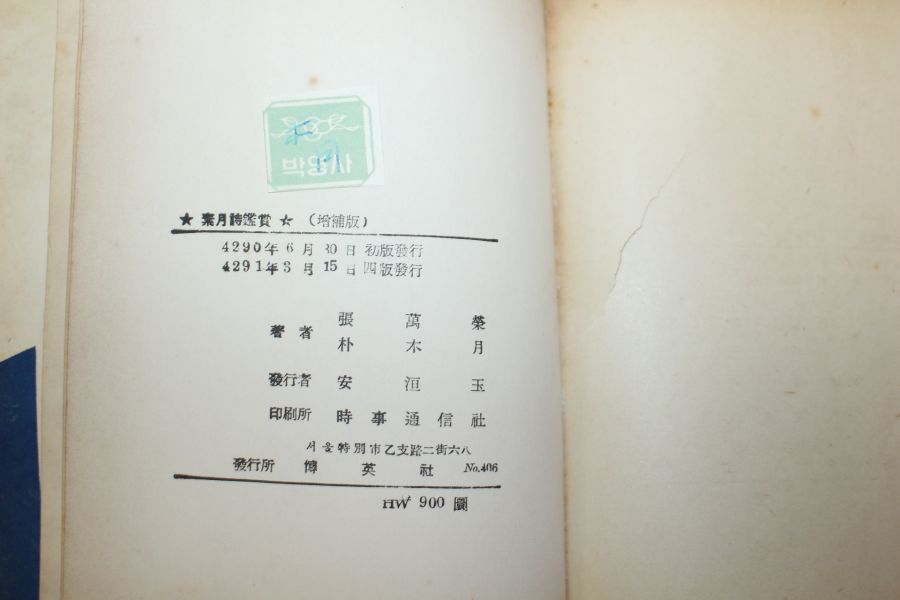 박영사
★ 素月詩鑑賞 ☆ (增補版)
4290年 6月 30日 初版發行
4291年 3月 15日 四版發行
著者 張萬榮
朴木月
發行者 安洹玉
印刷所 時事通信社
서울特別市乙支路二街六八
發行所 博英社 No.406
HW 900 圜